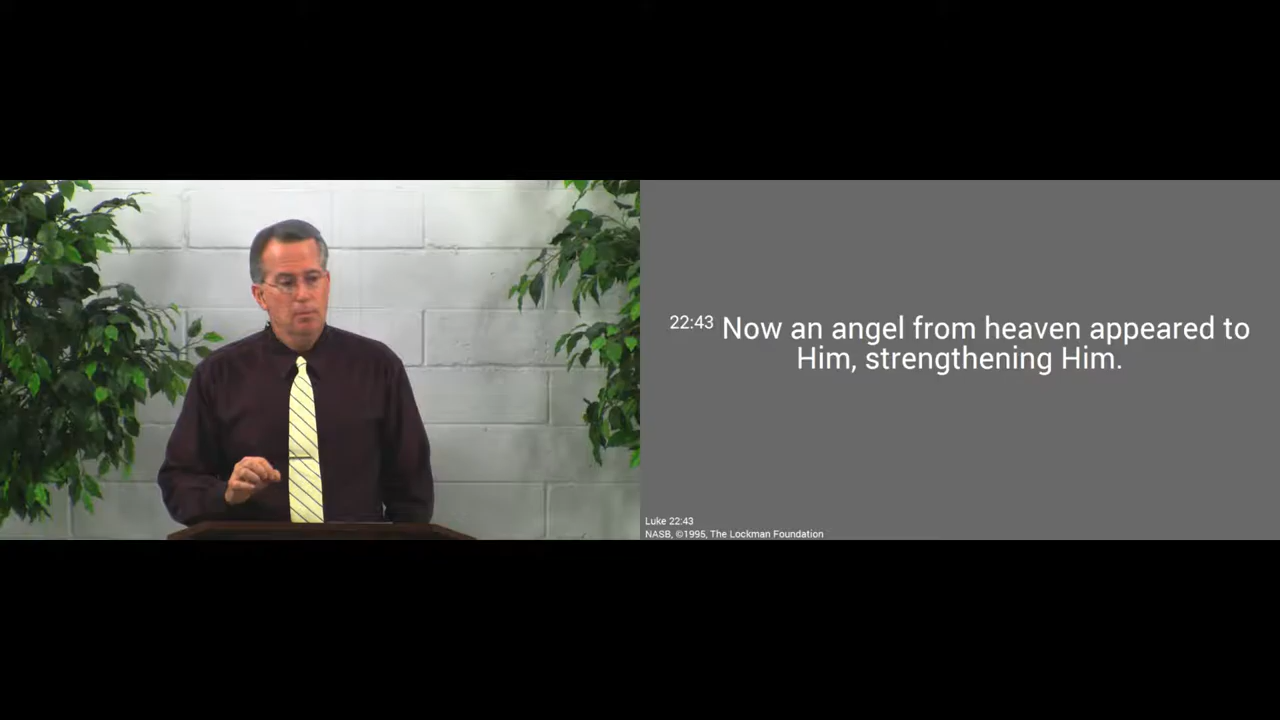 22:43 Now an angel from heaven appeared to
Him, strengthening Him.
Luke 22:43
NASB, ©1995, The Lockman Foundation